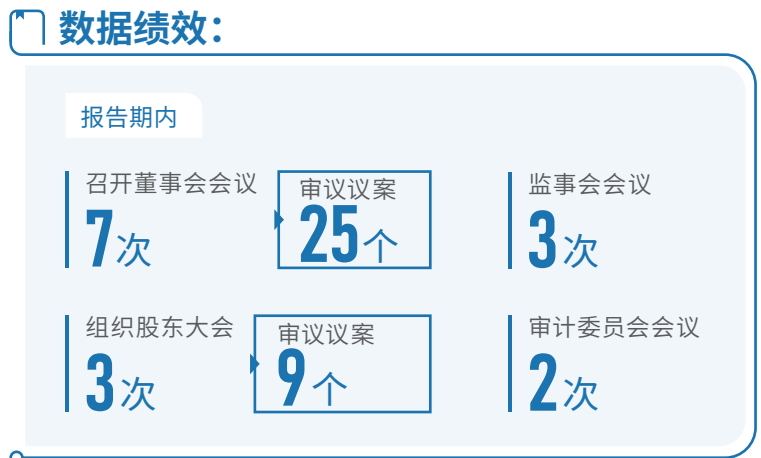 数据绩效：
报告期内
召开董事会会议
7次
审议议案
25个
监事会会议
3次
组织股东大会
3次
审议议案
9个
审计委员会会议
2次